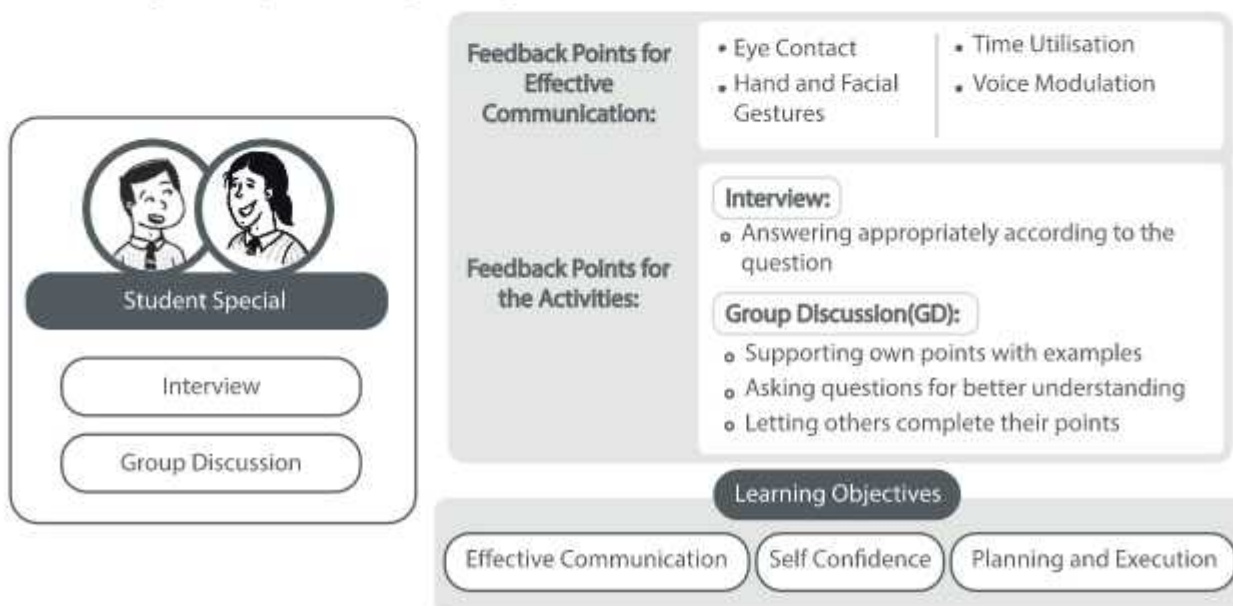 Student Special
Interview
Group Discussion
Feedback Points for
Effective
Communication:
• Eye Contact
• Hand and Facial
Gestures
• Time Utilisation
• Voice Modulation
Feedback Points for
the Activities:
Interview:
Answering appropriately according to the
question
Group Discussion(GD):
Supporting own points with examples
Asking questions for better understanding
Letting others complete their points
Learning Objectives
Effective Communication
Self Confidence
Planning and Execution